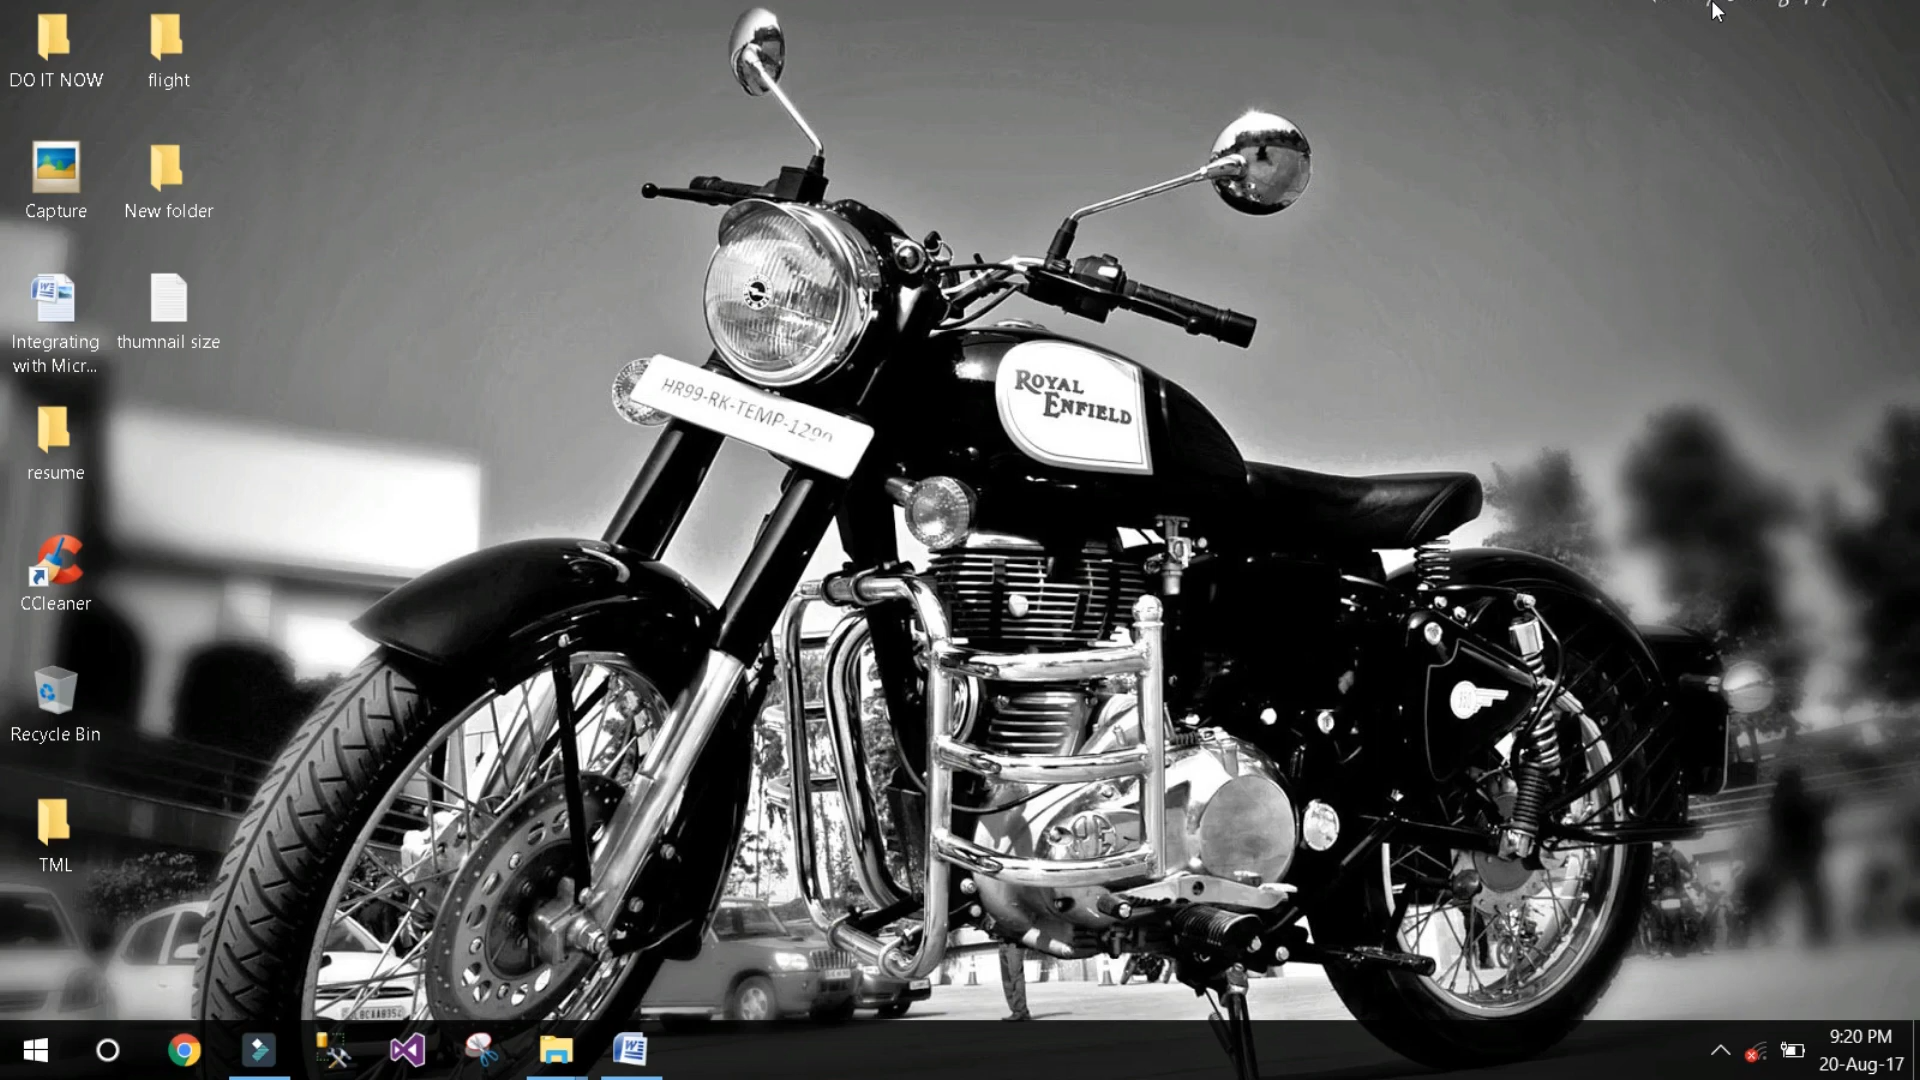 DO IT NOW
flight
Capture
New folder
Integrating
with Micr...
thumnail size
resume
CCleaner
Recycle Bin
TML
HR99-RK-TEMP-1290
ROYAL
ENFIELD
350
9:20 PM
20-Aug-17